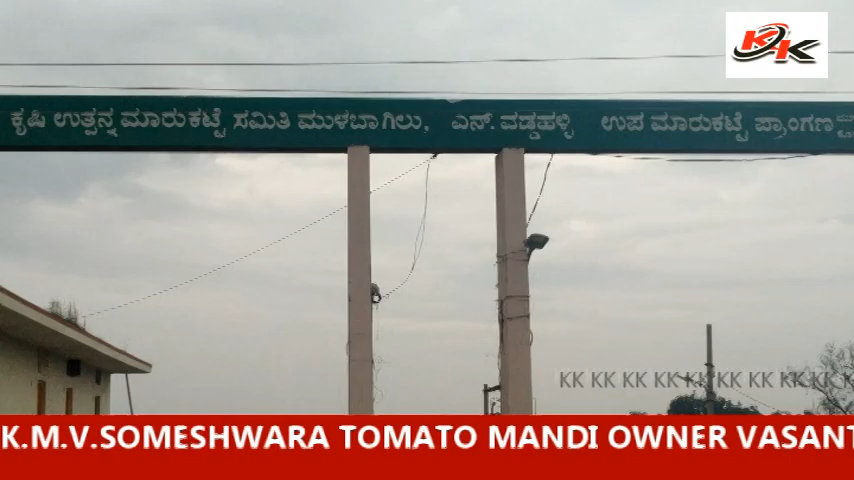 KK
ಕೃಷಿ ಉತ್ಪನ್ನ ಮಾರುಕಟ್ಟೆ ಸಮಿತಿ ಮುಳಬಾಗಿಲು, ಎನ್. ವಡ್ಡಹಳ್ಳಿ ಉಪ ಮಾರುಕಟ್ಟೆ ಪ್ರಾಂಗಣ
KK KK KK KK KK KK KK KK KK
K.M.V.SOMESHWARA TOMATO MANDI OWNER VASANT